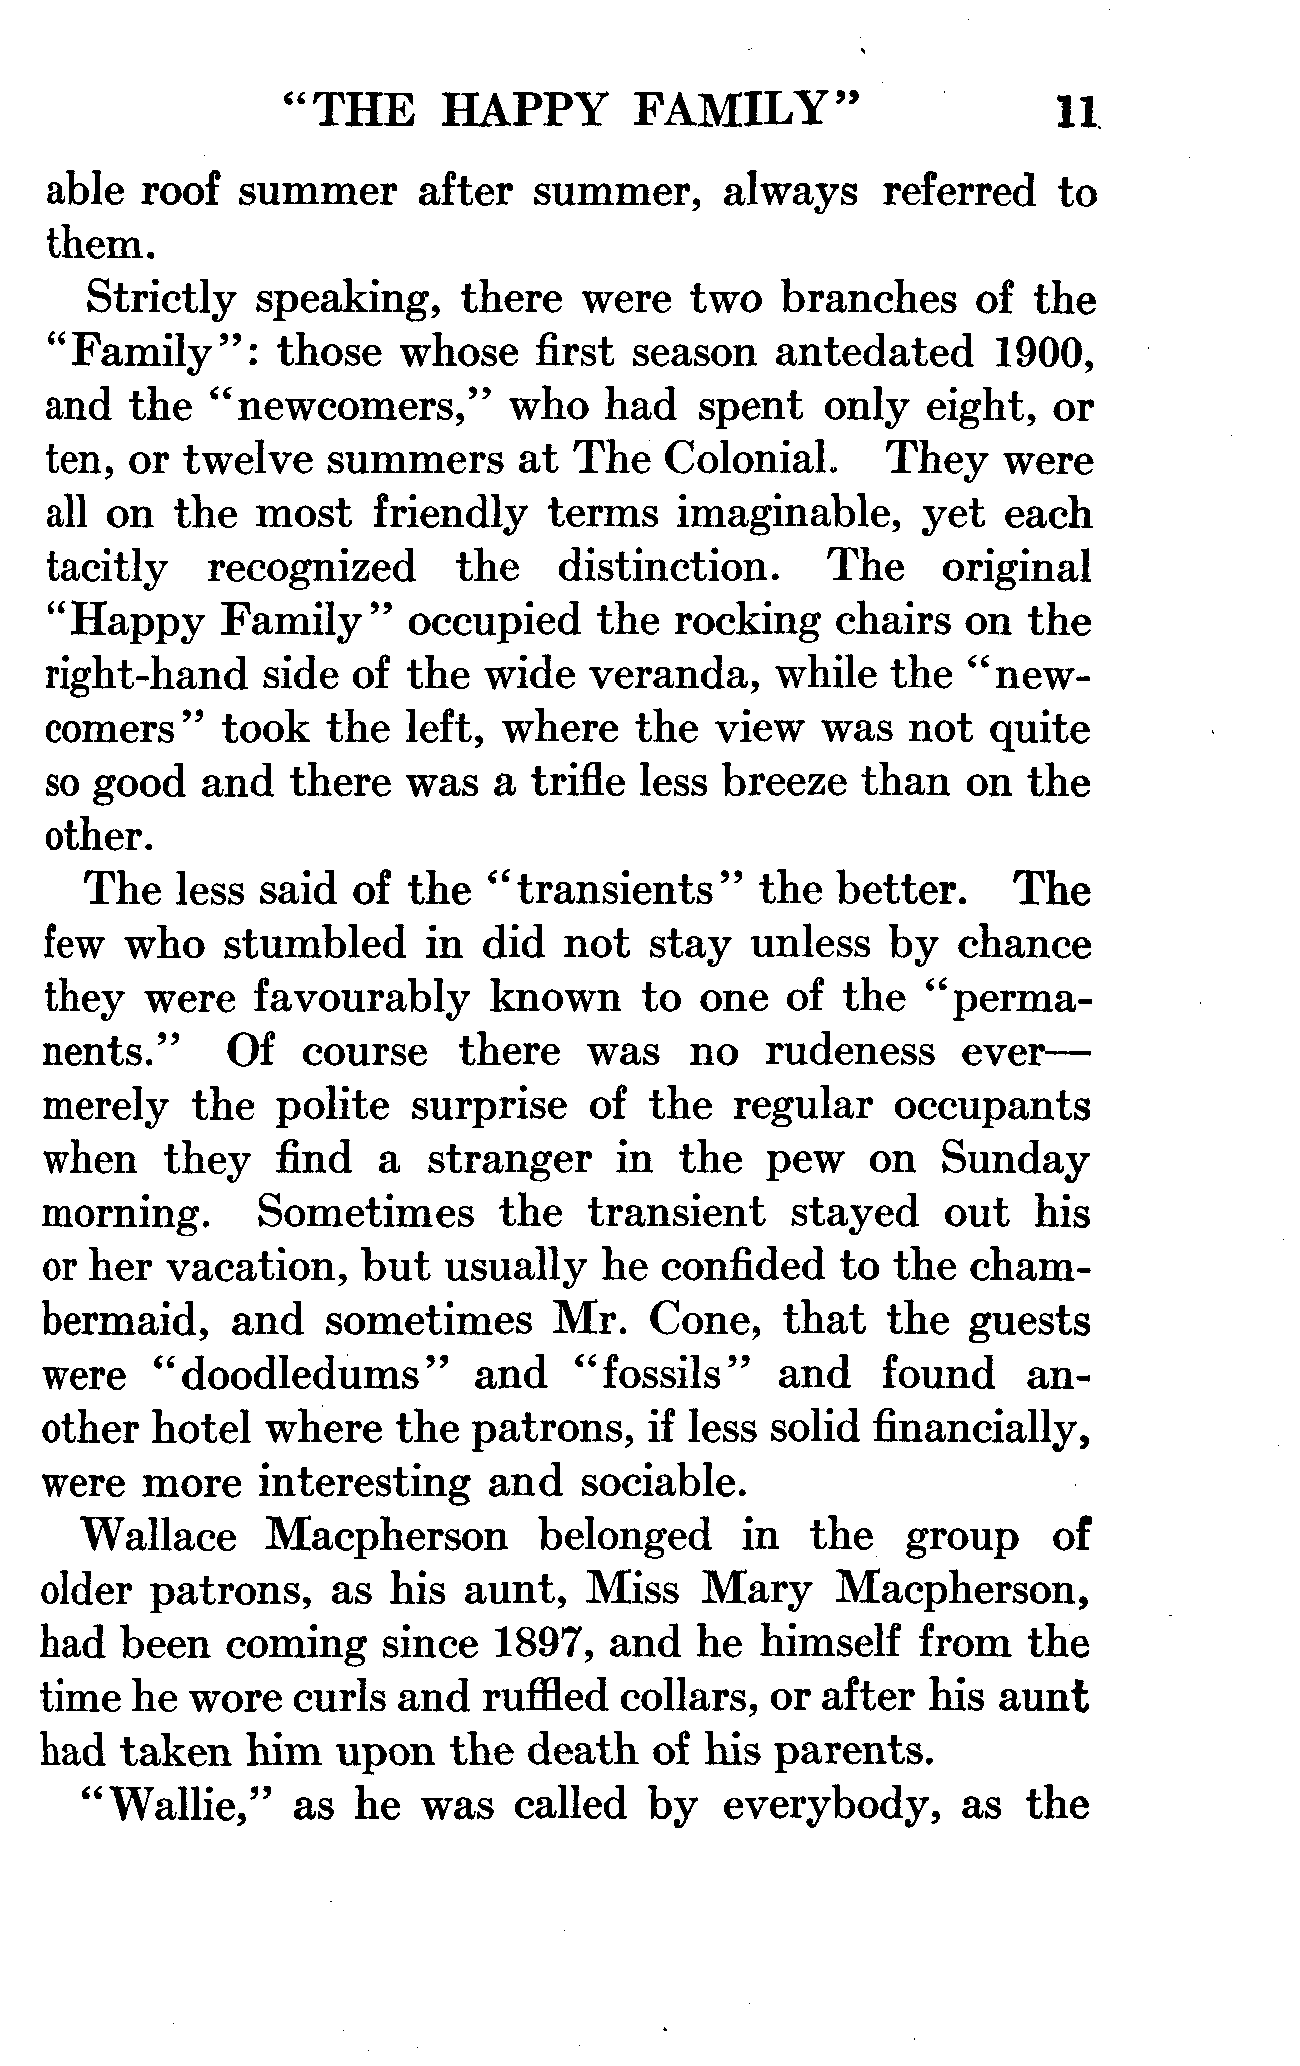 “THE HAPPY FAMILY” 11
able roof summer after summer, always referred to
them.
Strictly speaking, there were two branches of the
“Family”: those whose first season antedated 1900,
and the “newcomers,” who had spent only eight, or
ten, or twelve summers at The Colonial. They were
all on the most friendly terms imaginable, yet each
tacitly recognized the distinction. The original
“Happy Family” occupied the rocking chairs on the
right-hand side of the wide veranda, while the “new-
comers” took the left, where the view was not quite
so good and there was a trifle less breeze than on the
other.
The less said of the “transients” the better. The
few who stumbled in did not stay unless by chance
they were favourably known to one of the “perma-
nents.” Of course there was no rudeness ever—
merely the polite surprise of the regular occupants
when they find a stranger in the pew on Sunday
morning. Sometimes the transient stayed out his
or her vacation, but usually he confided to the cham-
bermaid, and sometimes Mr. Cone, that the guests
were “doodledums” and “fossils” and found an-
other hotel where the patrons, if less solid financially,
were more interesting and sociable.
Wallace Macpherson belonged in the group of
older patrons, as his aunt, Miss Mary Macpherson,
had been coming since 1897, and he himself from the
time he wore curls and ruffled collars, or after his aunt
had taken him upon the death of his parents.
“Wallie,” as he was called by everybody, as the